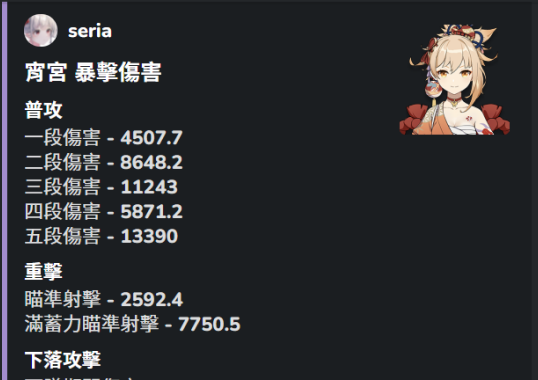 seria
宵宮 暴擊傷害
普攻
一段傷害 - 4507.7
二段傷害 - 8648.2
三段傷害 - 11243
四段傷害 - 5871.2
五段傷害 - 13390
重擊
瞄準射擊 - 2592.4
滿蓄力瞄準射擊 - 7750.5
下落攻擊